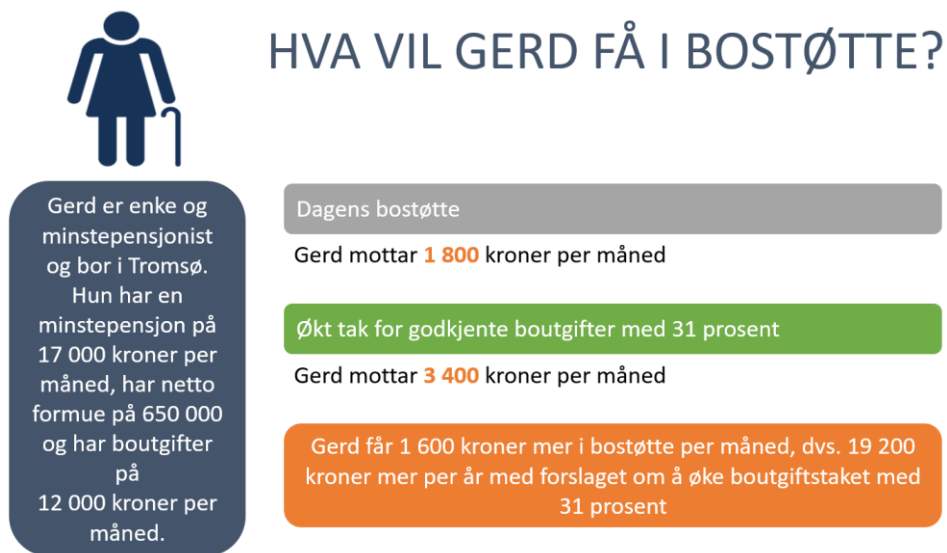 HVA VIL GERD FÅ I BOSTØTTE?
Gerd er enke og
minstepensjonist
og bor i Tromsø.
Hun har en
minstepensjon på
17 000 kroner per
måned, har netto
formue på 650 000
og har boutgifter
på
12 000 kroner per
måned.
Dagens bostøtte
Gerd mottar 1 800 kroner per måned
Økt tak for godkjente boutgifter med 31 prosent
Gerd mottar 3 400 kroner per måned
Gerd får 1 600 kroner mer i bostøtte per måned, dvs. 19 200
kroner mer per år med forslaget om å øke boutgiftstaket med
31 prosent